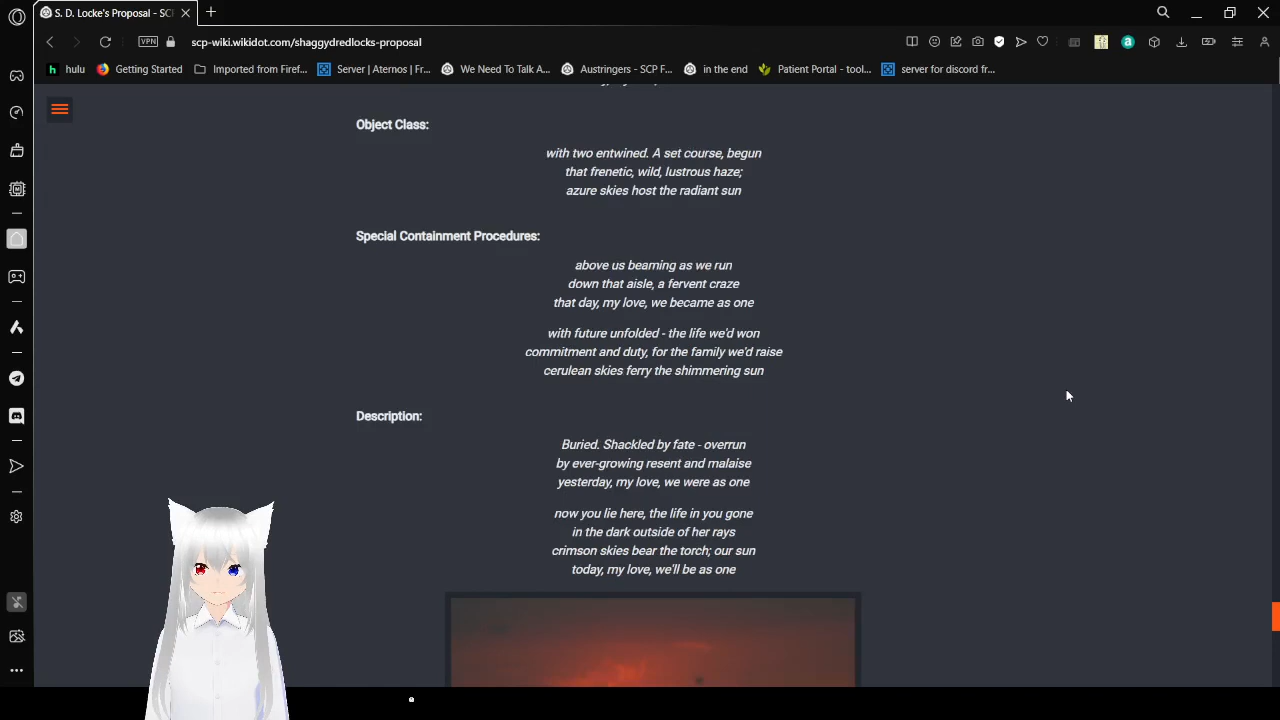 S. D. Locke's Proposal - SC
scp-wiki.wikidot.com/shaggydredlocks-proposal
VPN
hulu
Getting Started
Imported from Firef...
Server | Aternos | Fr...
We Need To Talk A...
Austringers - SCP F...
in the end
Patient Portal - tool...
server for discord fr...
Object Class:
with two entwined. A set course, begun
that frenetic, wild, lustrous haze;
azure skies host the radiant sun
Special Containment Procedures:
above us beaming as we run
down that aisle, a fervent craze
that day, my love, we became as one
with future unfolded - the life we'd won
commitment and duty, for the family we'd raise
cerulean skies ferry the shimmering sun
Description:
Buried. Shackled by fate - overrun
by ever-growing resent and malaise
yesterday, my love, we were as one
now you lie here, the life in you gone
in the dark outside of her rays
crimson skies bear the torch; our sun
today, my love, we'll be as one